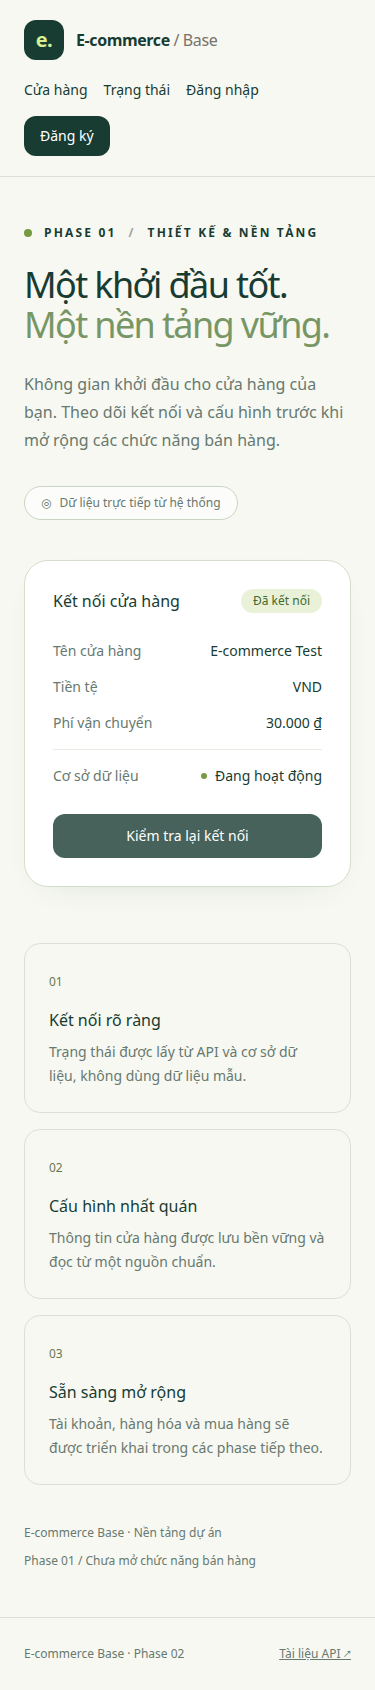 e. E-commerce / Base
Cửa hàng Trạng thái Đăng nhập
Đăng ký
PHASE 01 / THIẾT KẾ & NỀN TẢNG
Một khởi đầu tốt.
Một nền tảng vững.
Không gian khởi đầu cho cửa hàng của
bạn. Theo dõi kết nối và cấu hình trước khi
mở rộng các chức năng bán hàng.
◎ Dữ liệu trực tiếp từ hệ thống
Kết nối cửa hàng Đã kết nối
Tên cửa hàng E-commerce Test
Tiền tệ VND
Phí vận chuyển 30.000 ₫
Cơ sở dữ liệu Đang hoạt động
Kiểm tra lại kết nối
01
Kết nối rõ ràng
Trạng thái được lấy từ API và cơ sở dữ
liệu, không dùng dữ liệu mẫu.
02
Cấu hình nhất quán
Thông tin cửa hàng được lưu bền vững và
đọc từ một nguồn chuẩn.
03
Sẵn sàng mở rộng
Tài khoản, hàng hóa và mua hàng sẽ
được triển khai trong các phase tiếp theo.
E-commerce Base · Nền tảng dự án
Phase 01 / Chưa mở chức năng bán hàng
E-commerce Base · Phase 02 Tài liệu API ↗